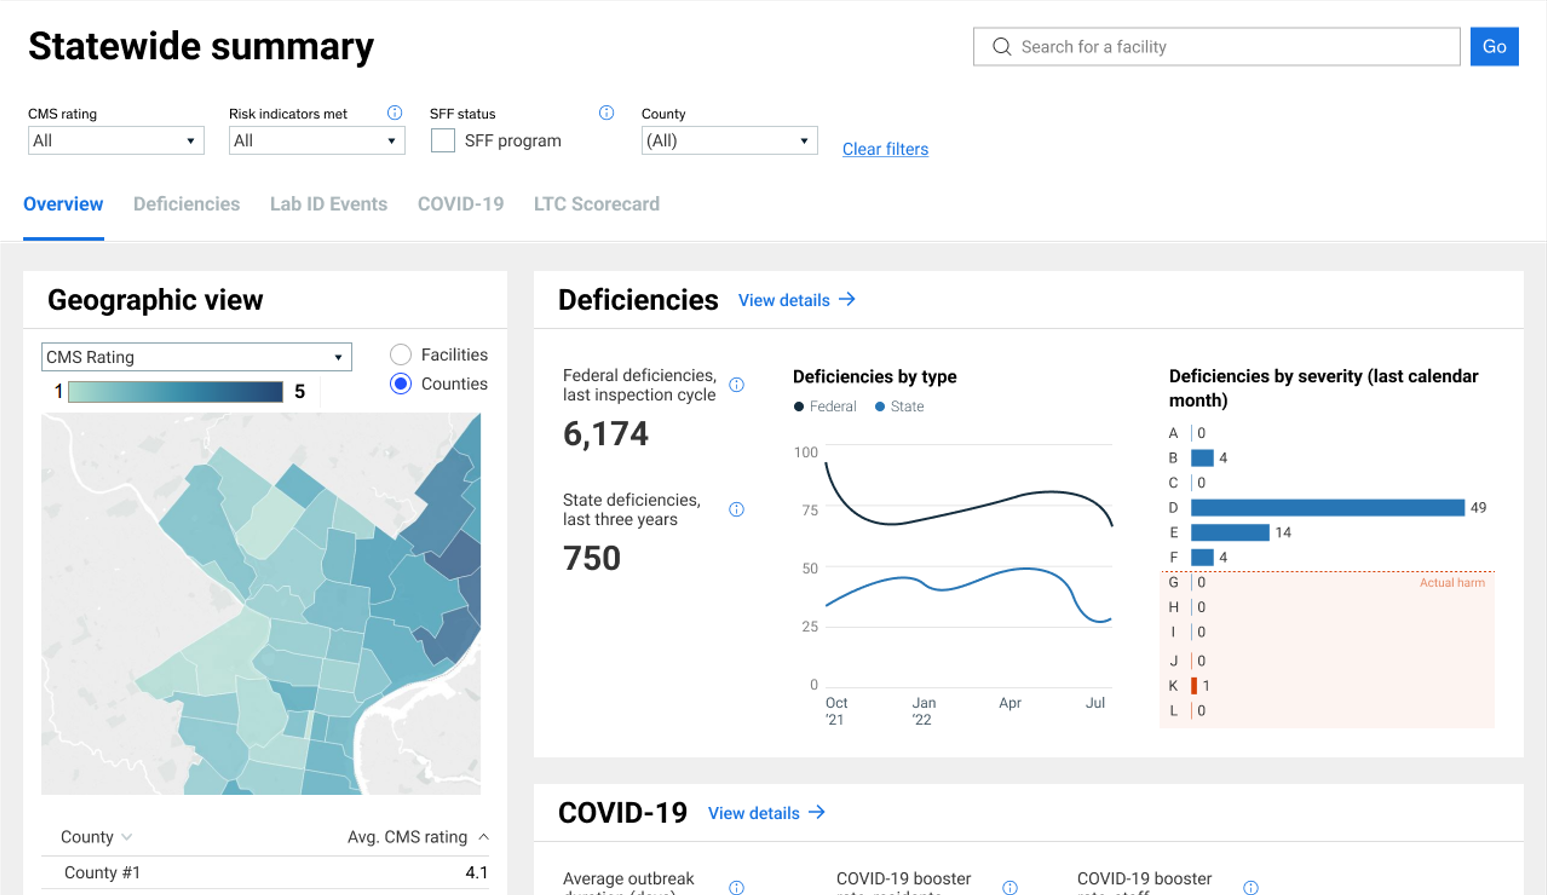 Statewide summary
Search for a facility
Go
CMS rating
Risk indicators met
SFF status
County
All
All
SFF program
(All)
Clear filters
Overview
Deficiencies
Lab ID Events
COVID-19
LTC Scorecard
Geographic view
CMS Rating
Facilities
Counties
1
5
County
Avg. CMS rating
County #1
4.1
Deficiencies
View details →
Federal deficiencies,
last inspection cycle
6,174
State deficiencies,
last three years
750
Deficiencies by type
Federal
State
100
75
50
25
0
Oct
'21
Jan
'22
Apr
Jul
Deficiencies by severity (last calendar
month)
A 0
B 4
C 0
D 49
E 14
F 4
G 0
Actual harm
H 0
I 0
J 0
K 1
L 0
COVID-19
View details →
Average outbreak
COVID-19 booster
COVID-19 booster